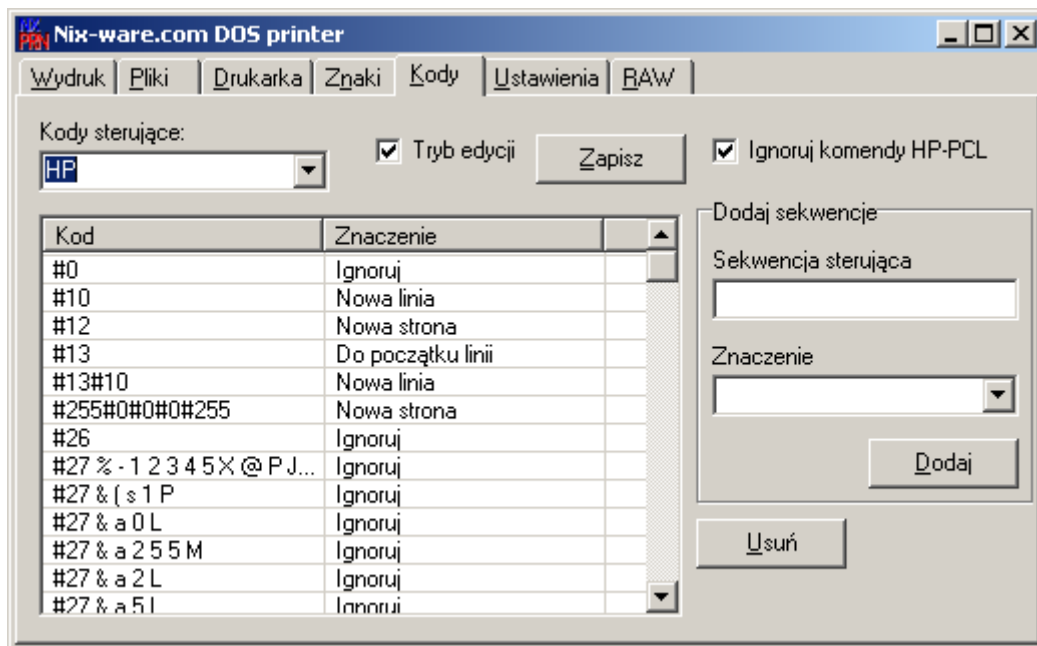 NIX PRN Nix-ware.com DOS printer
Wydruk Pliki Drukarka Znaki Kody Ustawienia RAW
Kody sterujące:
HP
Tryb edycji
Zapisz
Ignoruj komendy HP-PCL
Kod Znaczenie
#0 Ignoruj
#10 Nowa linia
#12 Nowa strona
#13 Do początku linii
#13#10 Nowa linia
#255#0#0#0#255 Nowa strona
#26 Ignoruj
#27 % - 1 2 3 4 5 X @ P J... Ignoruj
#27 & ( s 1 P Ignoruj
#27 & a 0 L Ignoruj
#27 & a 2 5 5 M Ignoruj
#27 & a 2 L Ignoruj
#27 & a 5 L Ignoruj
Dodaj sekwencje
Sekwencja sterująca
Znaczenie
Dodaj
Usuń